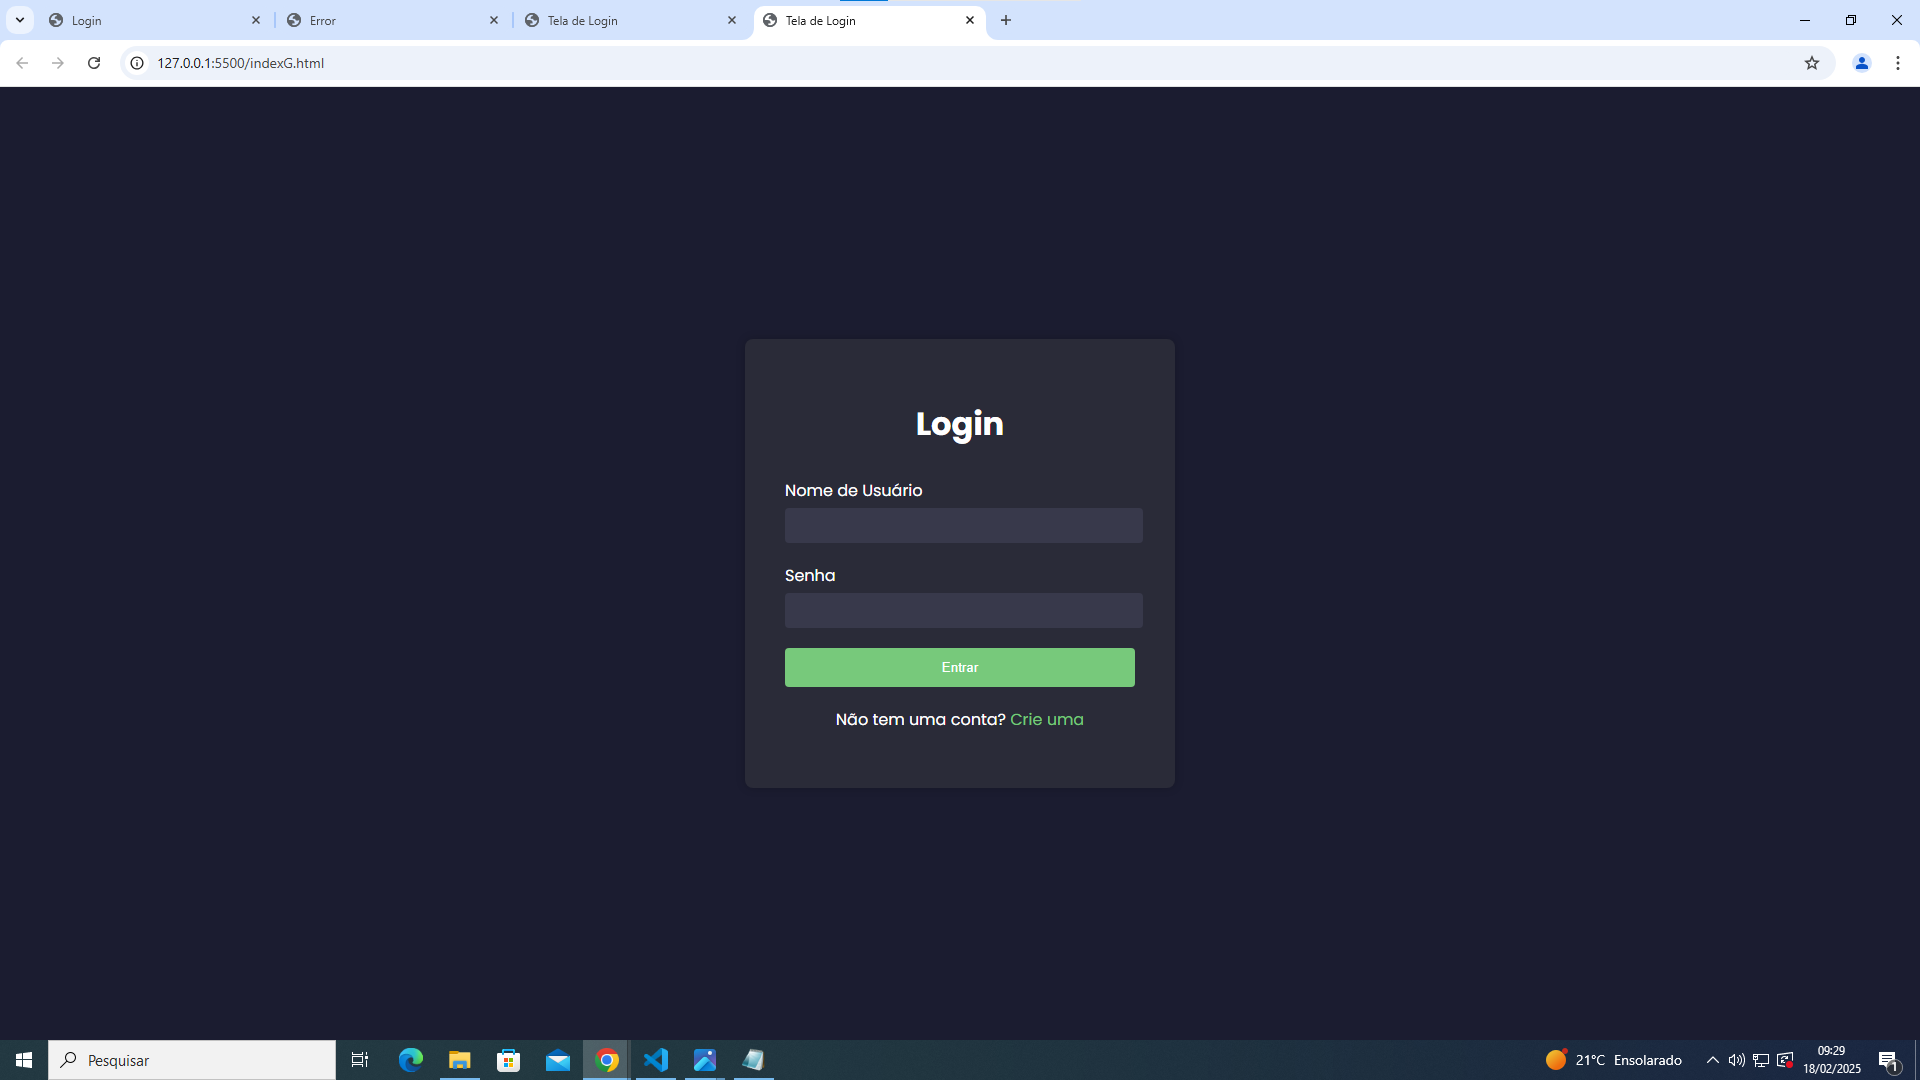 Login
Error
Tela de Login
Tela de Login
127.0.0.1:5500/indexG.html
Login
Nome de Usuário
Senha
Entrar
Não tem uma conta? Crie uma
Pesquisar
21°C Ensolarado
09:29
18/02/2025
1